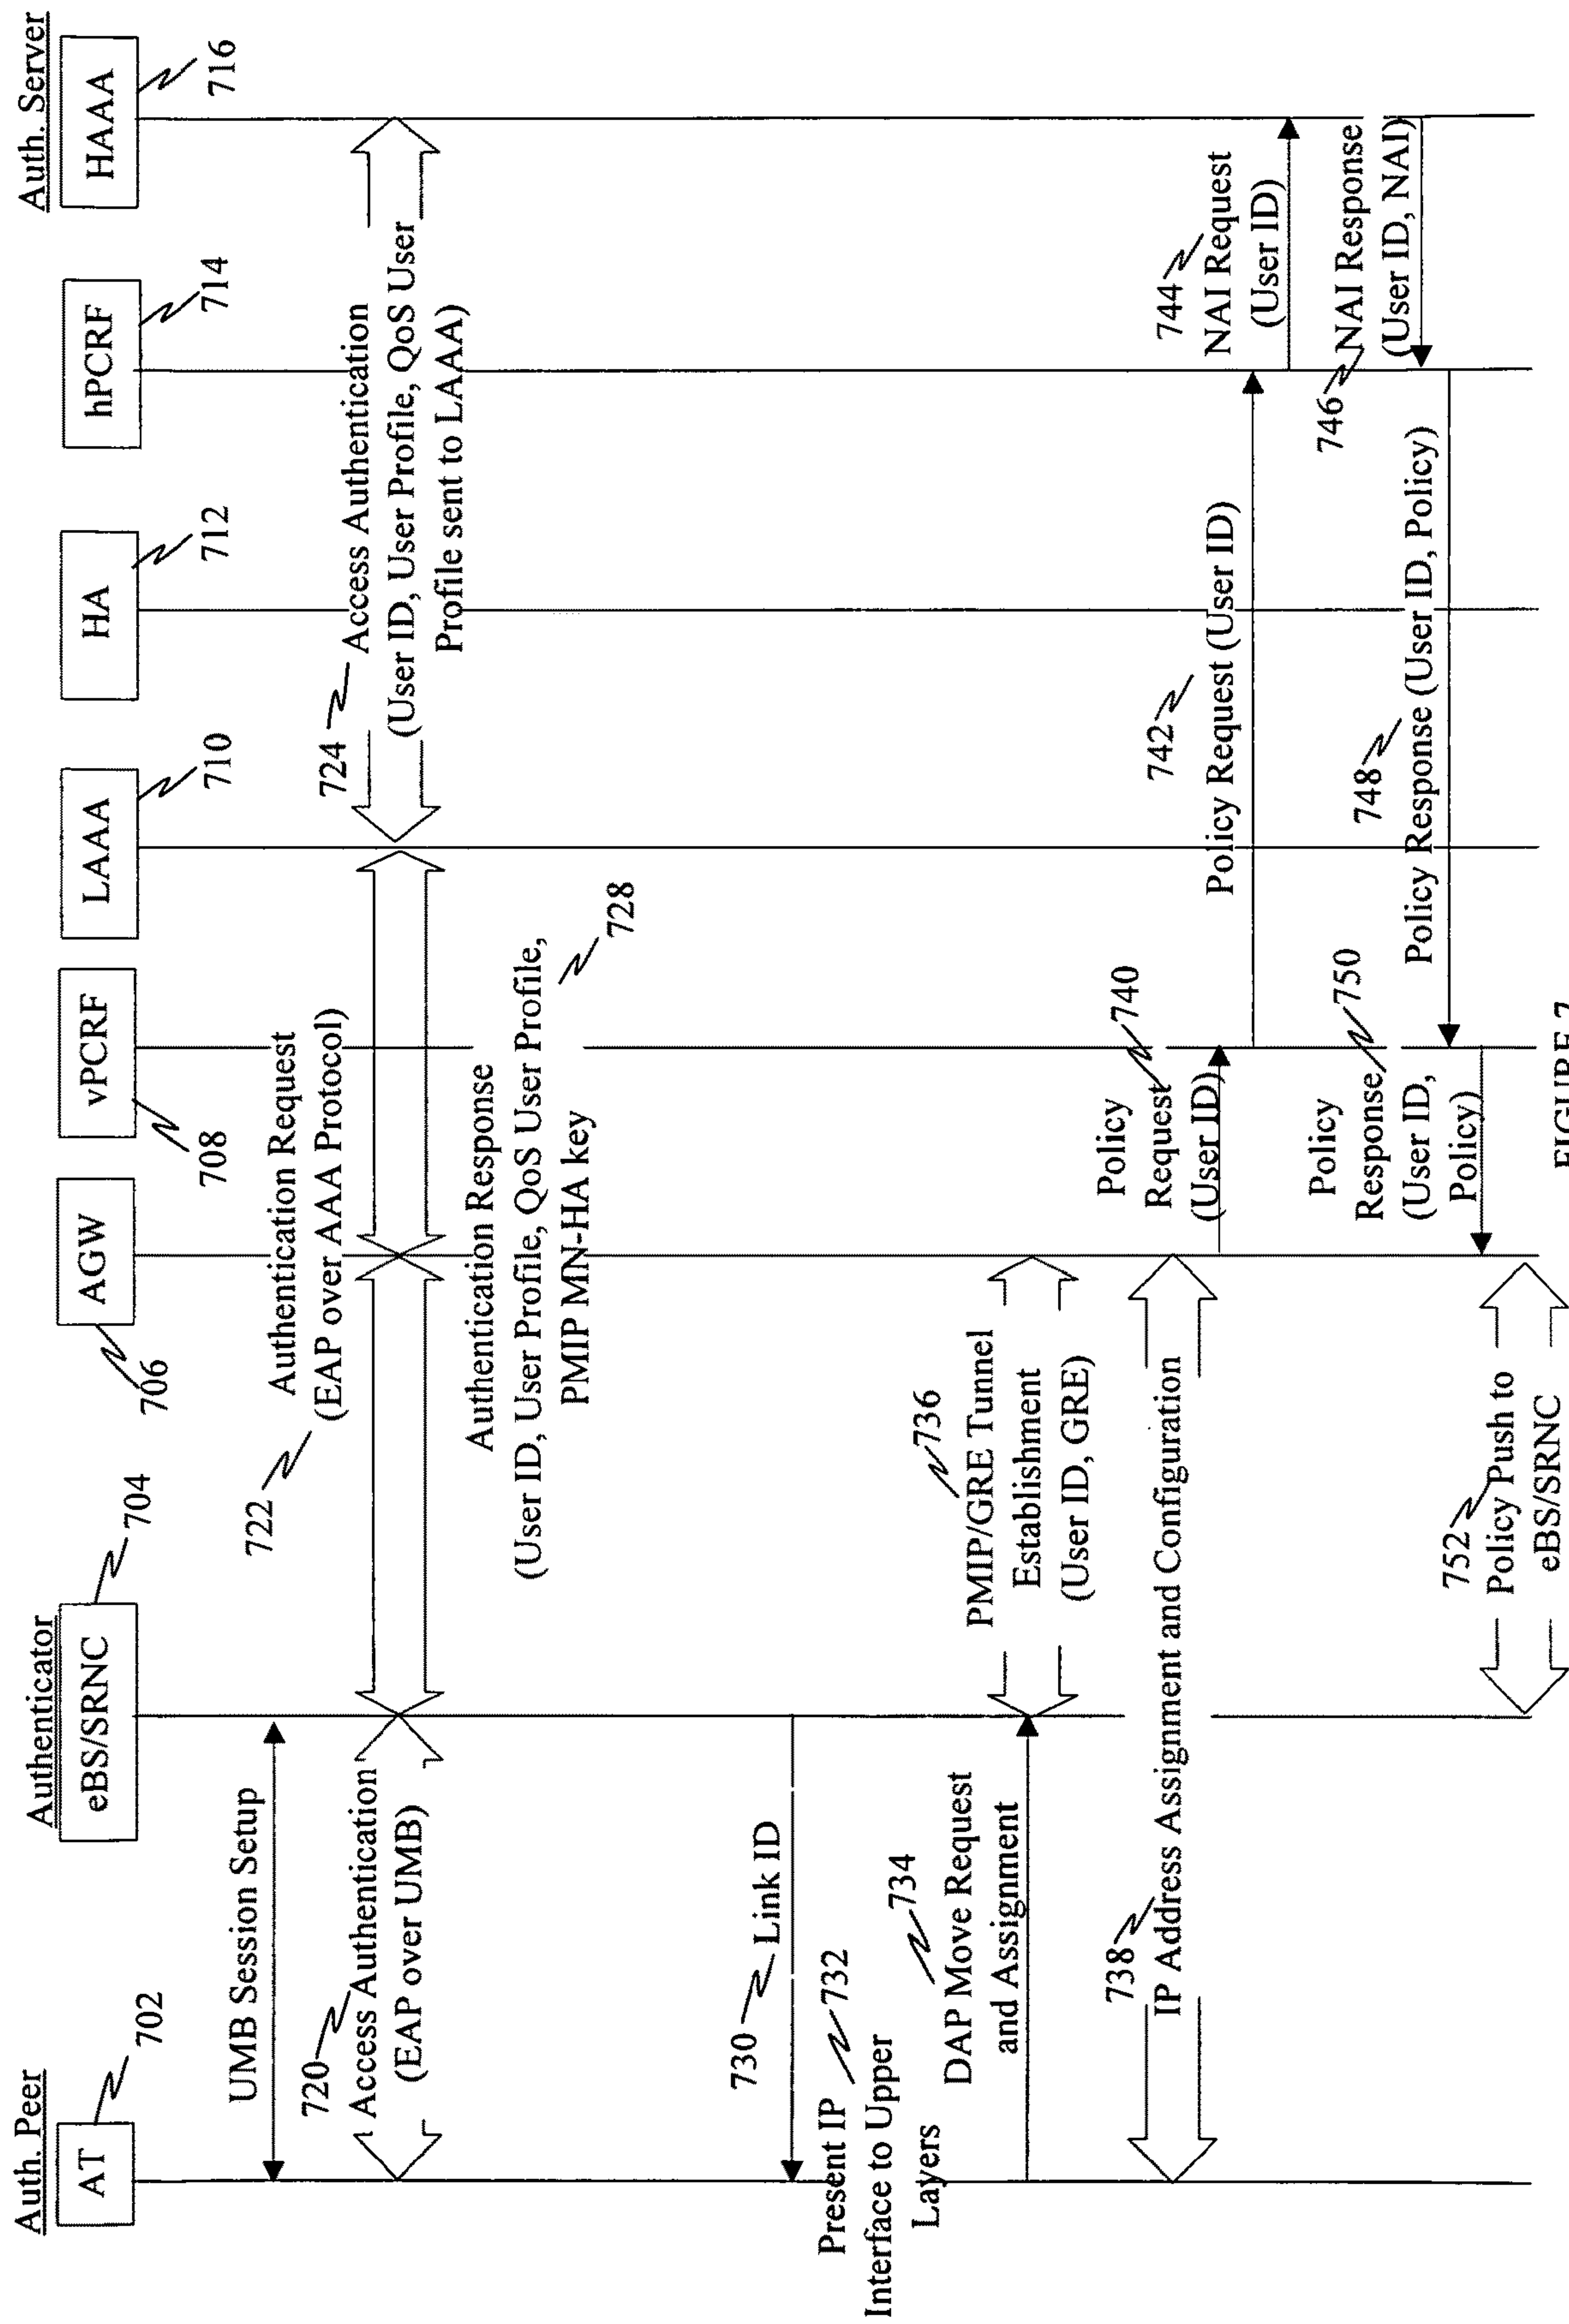 Auth. Peer
Authenticator
Auth. Server
AT
eBS/SRNC
AGW
vPCRF
LAAA
HA
hPCRF
HAAA
702
704
706
708
710
712
714
716
UMB Session Setup
720
Access Authentication
(EAP over UMB)
722
Authentication Request
(EAP over AAA Protocol)
724
Access Authentication
(User ID, User Profile, QoS User
Profile sent to LAAA)
Authentication Response
(User ID, User Profile, QoS User Profile,
PMIP MN-HA key
728
730
Link ID
Present IP
732
Interface to Upper
Layers
734
DAP Move Request
and Assignment
736
PMIP/GRE Tunnel
Establishment
(User ID, GRE)
738
IP Address Assignment and Configuration
Policy
740
Request
(User ID)
742
Policy Request (User ID)
744
NAI Request
(User ID)
746
NAI Response
(User ID, NAI)
748
Policy Response (User ID, Policy)
Policy
750
Response
(User ID,
Policy)
752
Policy Push to
eBS/SRNC
FIGURE 7